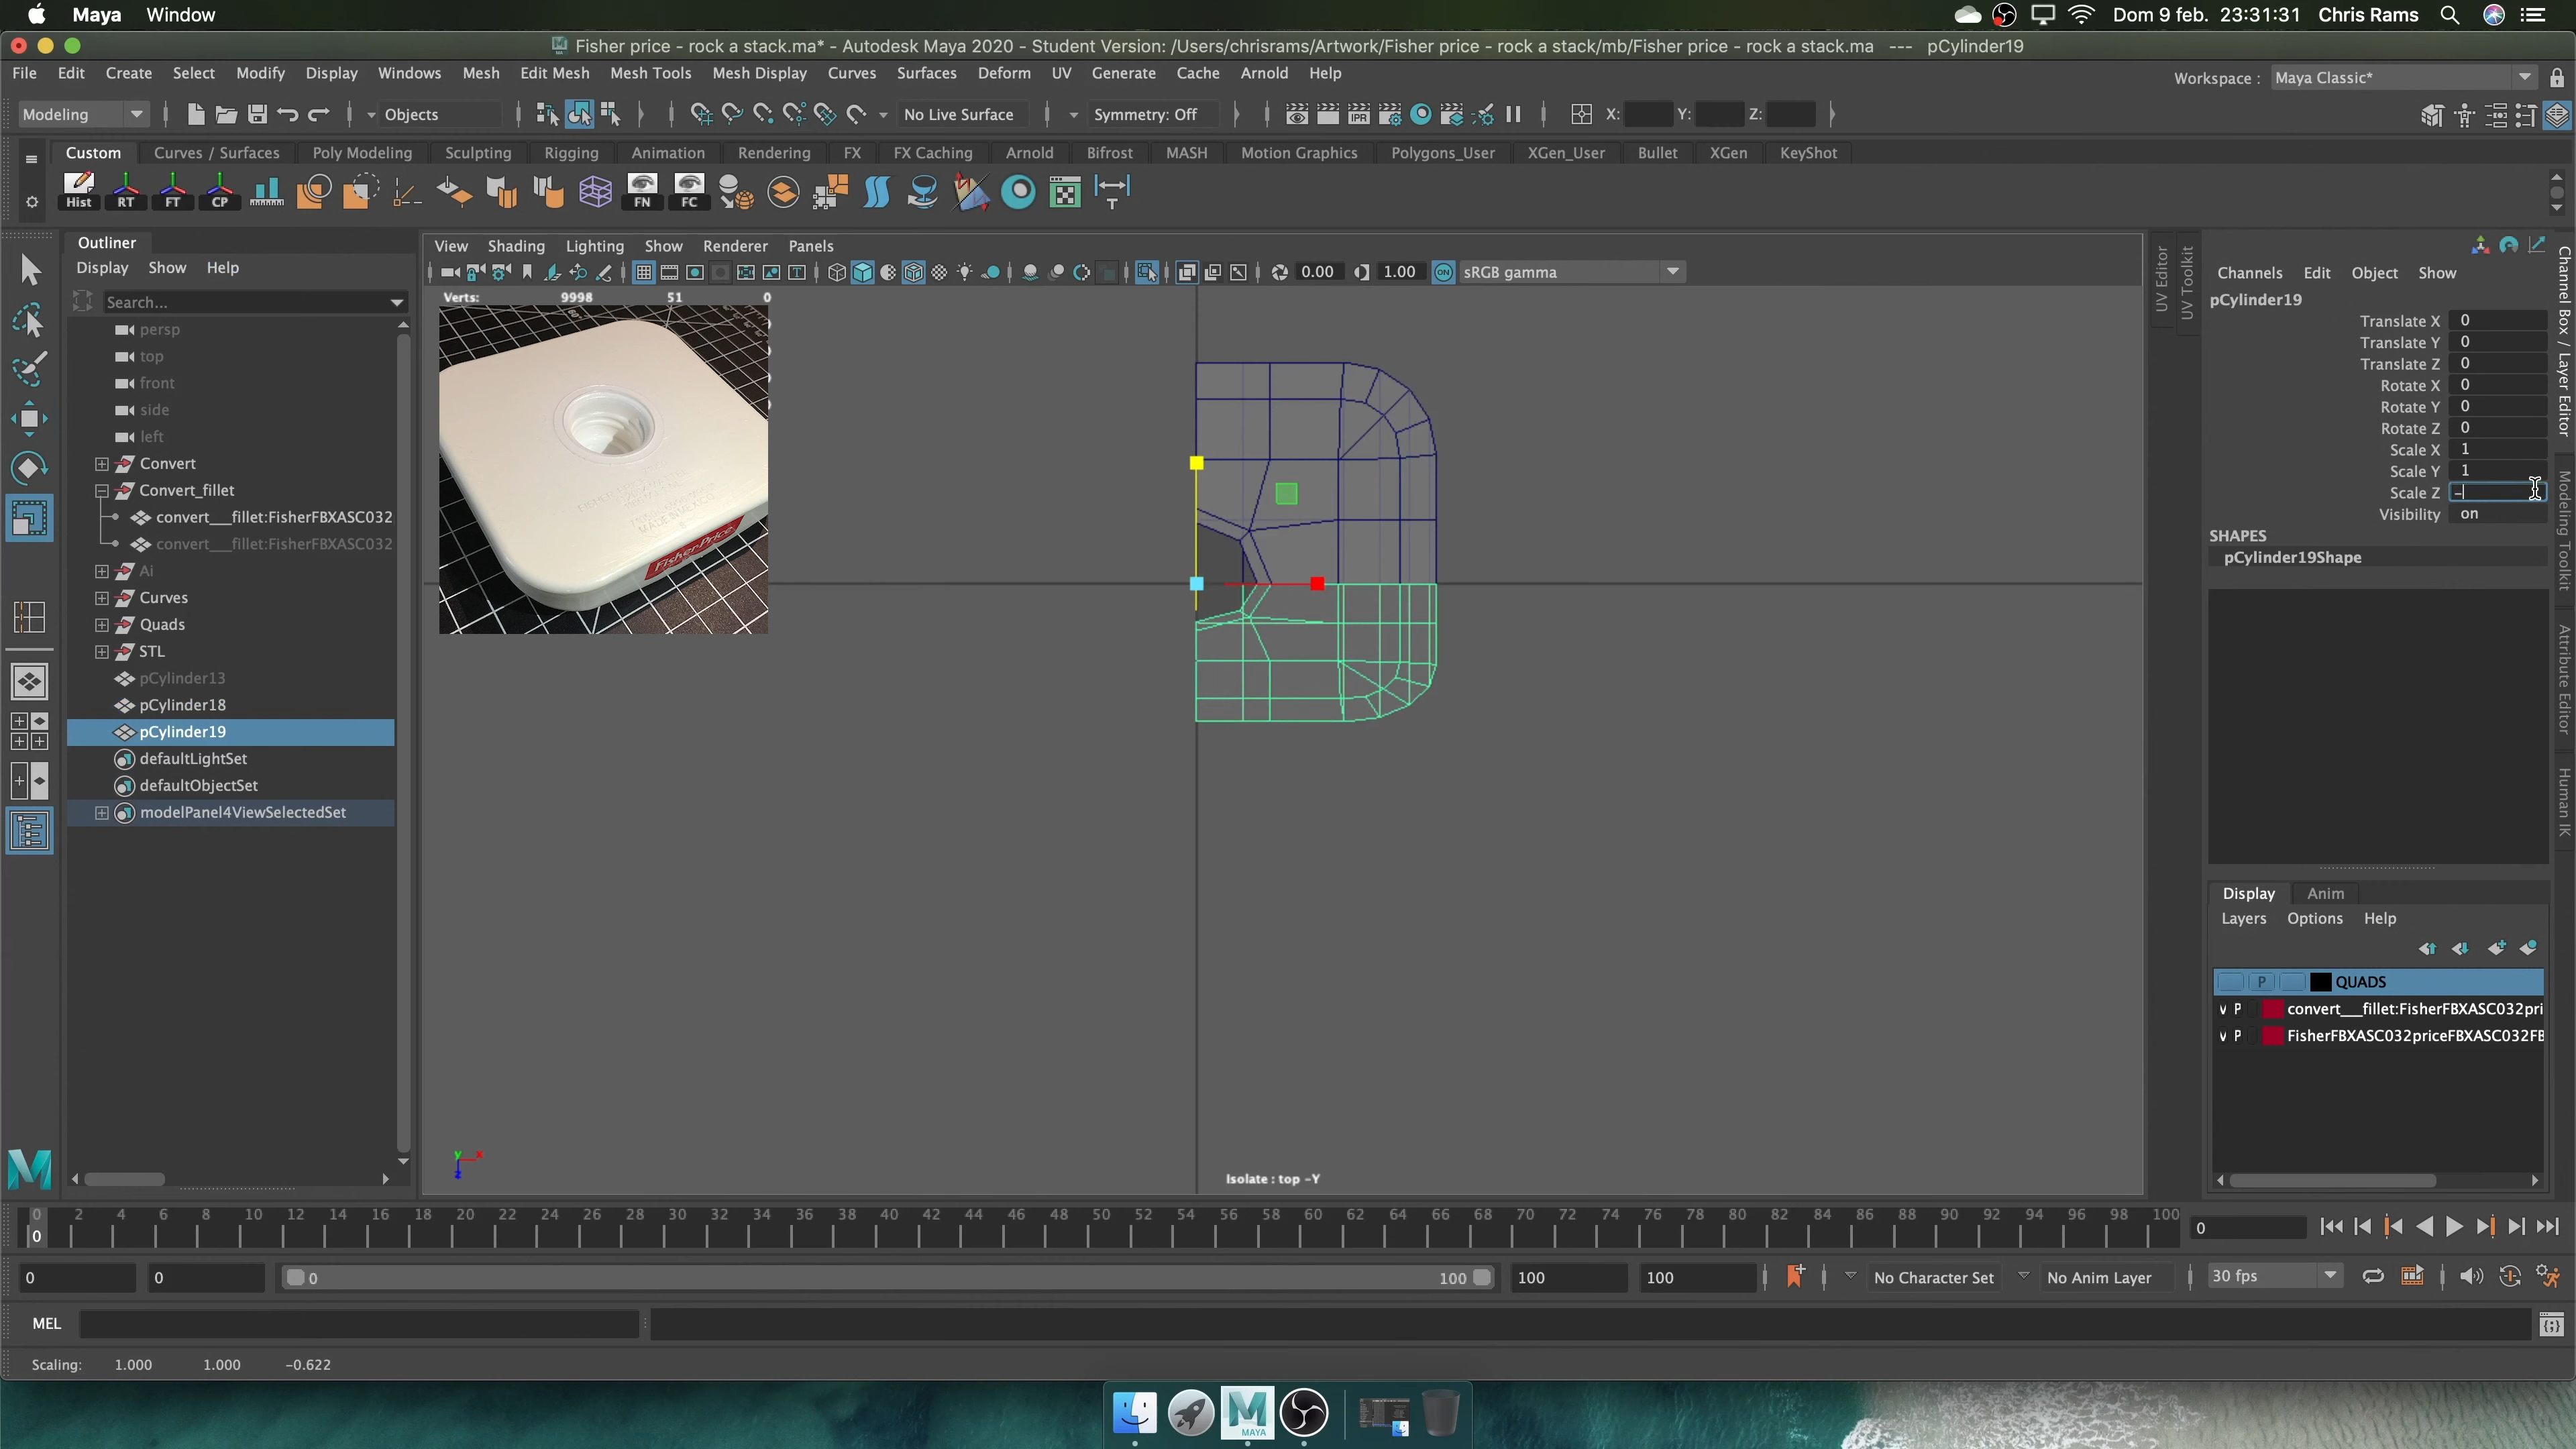 Maya Window
Dom 9 feb. 23:31:31 Chris Rams
Fisher price - rock a stack.ma* - Autodesk Maya 2020 - Student Version: /Users/chrisrams/Artwork/Fisher price - rock a stack/mb/Fisher price - rock a stack.ma --- pCylinder19
File Edit Create Select Modify Display Windows Mesh Edit Mesh Mesh Tools Mesh Display Curves Surfaces Deform UV Generate Cache Arnold Help
Workspace : Maya Classic*
Modeling Objects No Live Surface Symmetry: Off IPR X: Y: Z:
Custom Curves / Surfaces Poly Modeling Sculpting Rigging Animation Rendering FX FX Caching Arnold Bifrost MASH Motion Graphics Polygons_User XGen_User Bullet XGen KeyShot
Hist RT FT CP FN FC T
Outliner
Display Show Help
Search...
persp
top
front
side
left
Convert
Convert_fillet
convert___fillet:FisherFBXASC032
convert___fillet:FisherFBXASC032
Ai
Curves
Quads
STL
pCylinder13
pCylinder18
pCylinder19
defaultLightSet
defaultObjectSet
modelPanel4ViewSelectedSet
View Shading Lighting Show Renderer Panels
0.00 1.00 ON sRGB gamma
Verts: 9998 51 0
Fisher-Price
y x
z
Isolate : top -Y
UV Editor
UV Toolkit
Channels Edit Object Show
pCylinder19
Translate X 0
Translate Y 0
Translate Z 0
Rotate X 0
Rotate Y 0
Rotate Z 0
Scale X 1
Scale Y 1
Scale Z -
Visibility on
SHAPES
pCylinder19Shape
Channel Box / Layer Editor
Modeling Toolkit
Attribute Editor
Human IK
Display Anim
Layers Options Help
P QUADS
V P convert___fillet:FisherFBXASC032pri
V P FisherFBXASC032priceFBXASC032FB
0 2 4 6 8 10 12 14 16 18 20 22 24 26 28 30 32 34 36 38 40 42 44 46 48 50 52 54 56 58 60 62 64 66 68 70 72 74 76 78 80 82 84 86 88 90 92 94 96 98 100
0 0
0 0 0 100 100 100 No Character Set No Anim Layer 30 fps
MEL
Scaling: 1.000 1.000 -0.622
MAYA